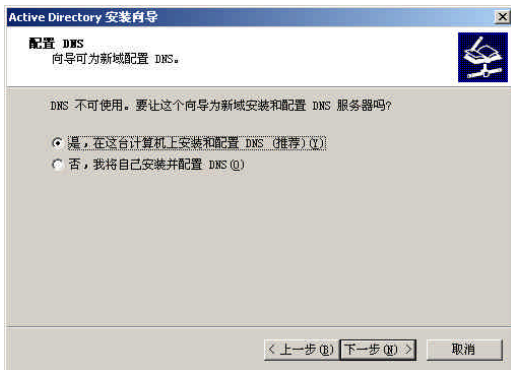 Active Directory 安装向导
配置 DNS
向导可为新域配置 DNS。
DNS 不可使用。要让这个向导为新域安装和配置 DNS 服务器吗?
是，在这台计算机上安装和配置 DNS (推荐)(Y)
否，我将自己安装并配置 DNS(O)
< 上一步(B) 下一步(N) > 取消